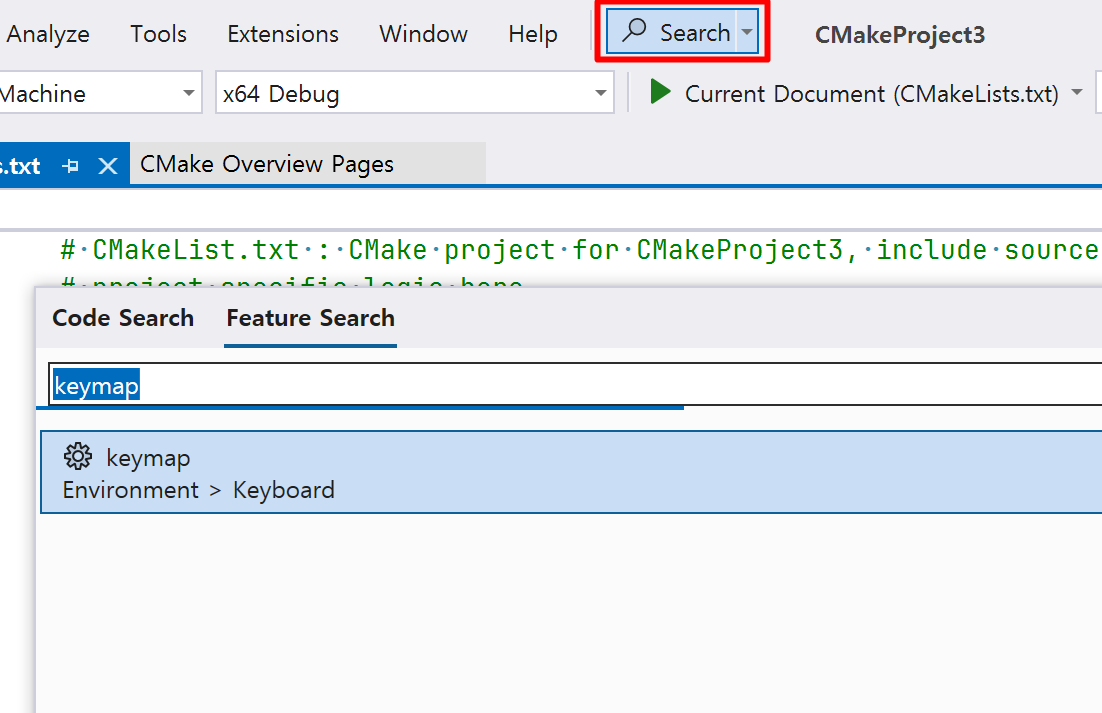 Analyze Tools Extensions Window Help Search CMakeProject3
Machine x64 Debug Current Document (CMakeLists.txt)
s.txt CMake Overview Pages
# CMakeList.txt : CMake project for CMakeProject3, include source
# project specific logic here
Code Search Feature Search
keymap
keymap
Environment > Keyboard